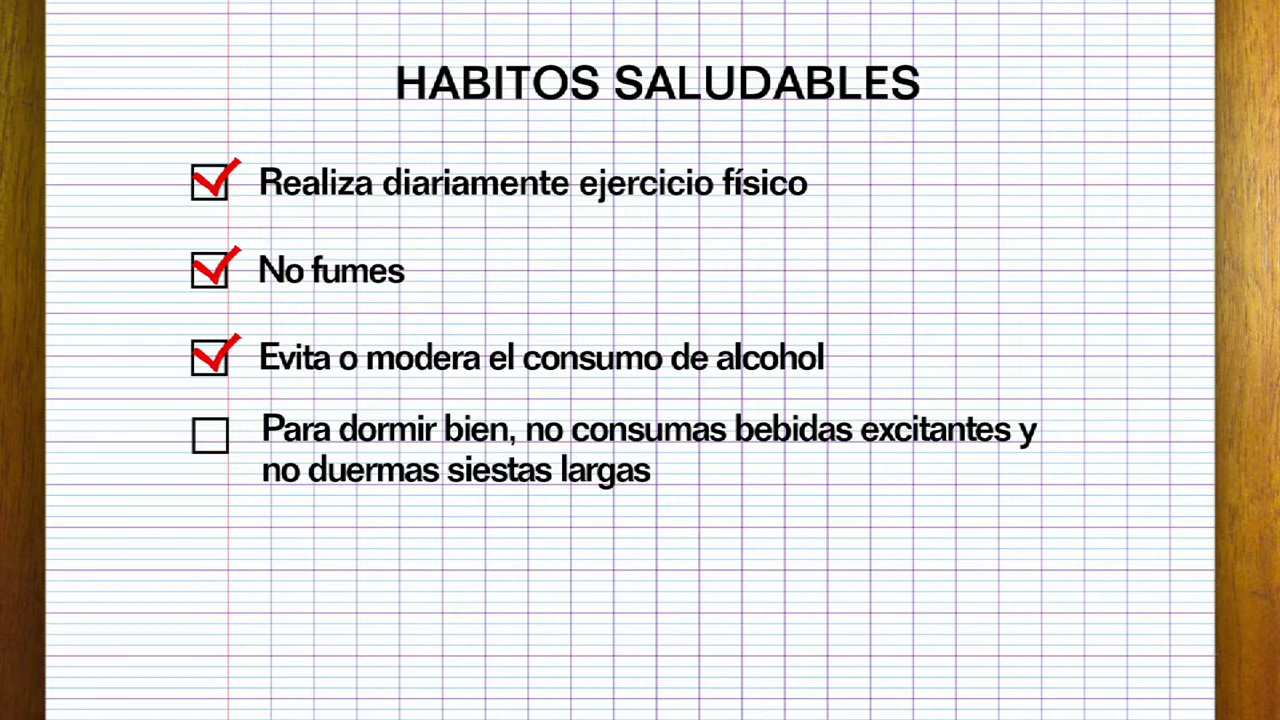 HABITOS SALUDABLES
Realiza diariamente ejercicio físico
No fumes
Evita o modera el consumo de alcohol
Para dormir bien, no consumas bebidas excitantes y
no duermas siestas largas